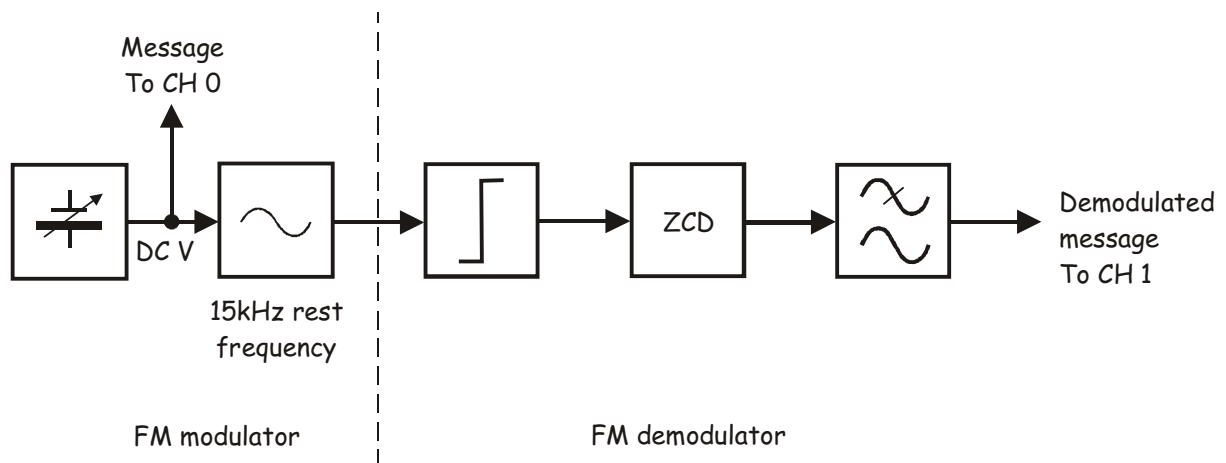 Message
To CH 0
DC V
15kHz rest
frequency
ZCD
Demodulated
message
To CH 1
FM modulator
FM demodulator